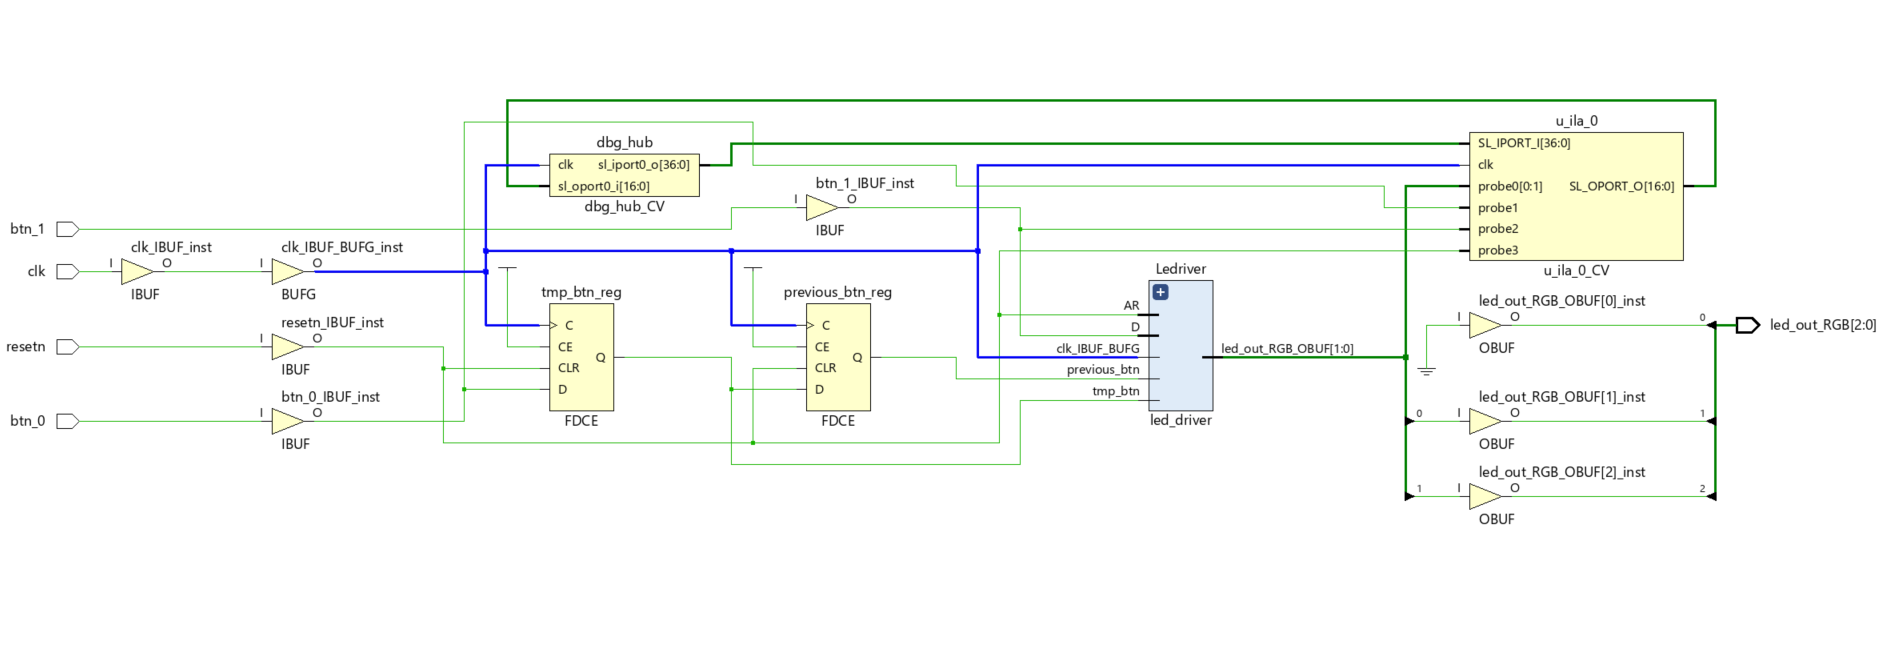 u_ila_0
dbg_hub
SL_IPORT_I[36:0]
clk sl_iport0_o[36:0]
clk
sl_oport0_i[16:0]
probe0[0:1] SL_OPORT_O[16:0]
dbg_hub_CV
btn_1_IBUF_inst
I O
IBUF
probe1
probe2
probe3
u_ila_0_CV
btn_1
clk_IBUF_inst
I O
IBUF
clk_IBUF_BUFG_inst
I O
BUFG
clk
tmp_btn_reg
C
CE
CLR
D
Q
FDCE
previous_btn_reg
C
CE
CLR
D
Q
FDCE
Ledriver
+
AR
D
clk_IBUF_BUFG
previous_btn
tmp_btn
led_out_RGB_OBUF[1:0]
led_driver
resetn_IBUF_inst
I O
IBUF
resetn
btn_0_IBUF_inst
I O
IBUF
btn_0
led_out_RGB_OBUF[0]_inst
I O 0
OBUF
led_out_RGB[2:0]
led_out_RGB_OBUF[1]_inst
0 I O 1
OBUF
led_out_RGB_OBUF[2]_inst
1 I O 2
OBUF